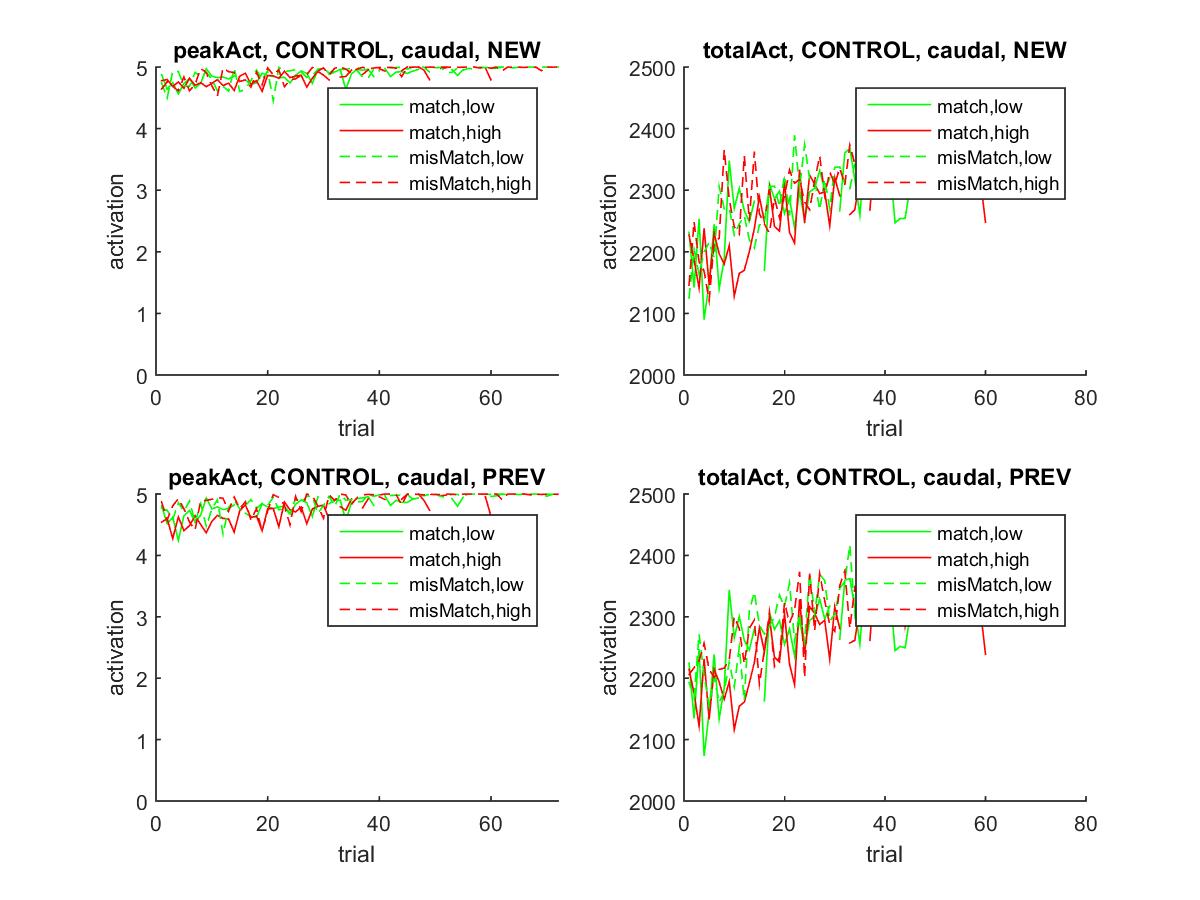 peakAct, CONTROL, caudal, NEW
5
4
3
2
1
0
activation
0 20 40 60
trial
match,low
match,high
misMatch,low
misMatch,high
totalAct, CONTROL, caudal, NEW
2500
2400
2300
2200
2100
2000
activation
0 20 40 60 80
trial
match,low
match,high
misMatch,low
misMatch,high
peakAct, CONTROL, caudal, PREV
5
4
3
2
1
0
activation
0 20 40 60
trial
match,low
match,high
misMatch,low
misMatch,high
totalAct, CONTROL, caudal, PREV
2500
2400
2300
2200
2100
2000
activation
0 20 40 60 80
trial
match,low
match,high
misMatch,low
misMatch,high